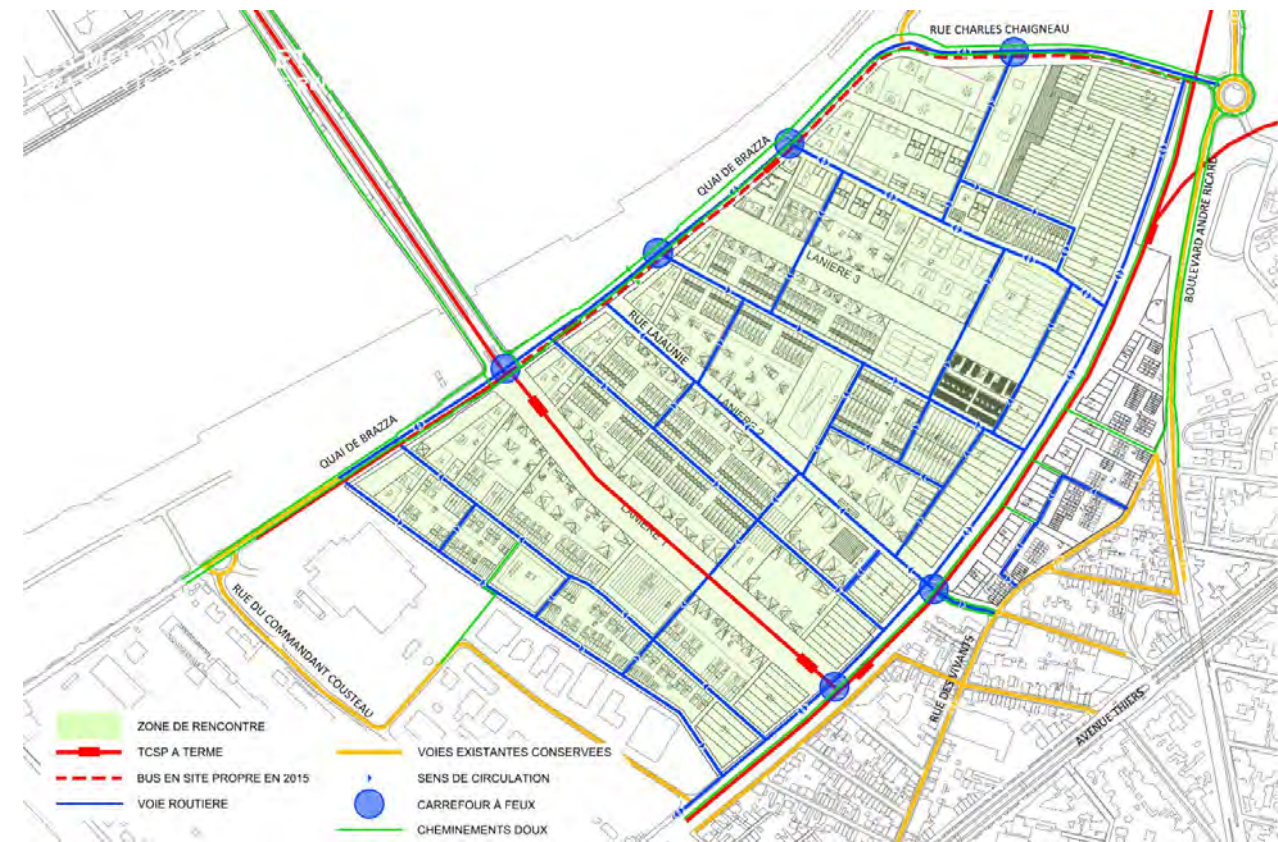 RUE CHARLES CHAIGNEAU
QUAI DE BRAZZA
BOULEVARD ANDRE RICARD
LANIERE 3
RUE LAJAUNIE
LANIERE 2
QUAI DE BRAZZA
LANIERE 1
RUE DU COMMANDANT COUSTEAU
RUE DES VIVANTS
AVENUE THIERS
ZONE DE RENCONTRE
TCSP A TERME
BUS EN SITE PROPRE EN 2015
VOIE ROUTIERE
VOIES EXISTANTES CONSERVEES
SENS DE CIRCULATION
CARREFOUR À FEUX
CHEMINEMENTS DOUX